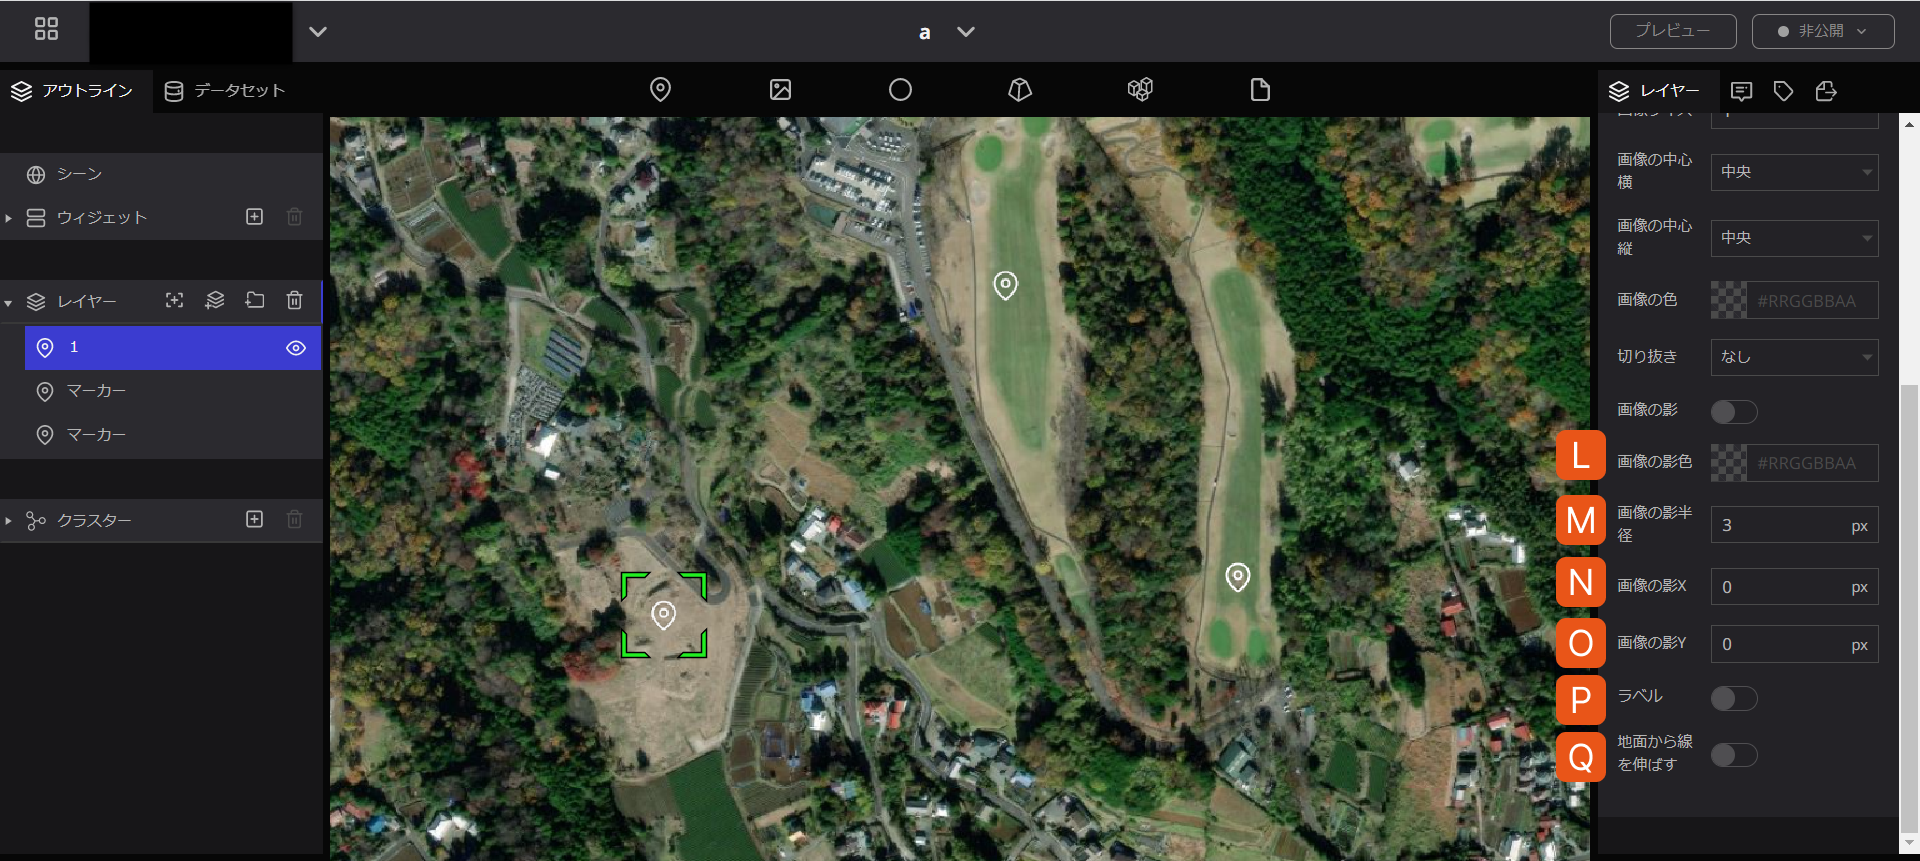 a
プレビュー
非公開
アウトライン
データセット
シーン
ウィジェット
レイヤー
1
マーカー
マーカー
クラスター
レイヤー
画像の中心
横
中央
画像の中心
縦
中央
画像の色
#RRGGBBAA
切り抜き
なし
画像の影
L
画像の影色
#RRGGBBAA
M
画像の影半
径
3
px
N
画像の影X
0
px
O
画像の影Y
0
px
P
ラベル
Q
地面から線
を伸ばす